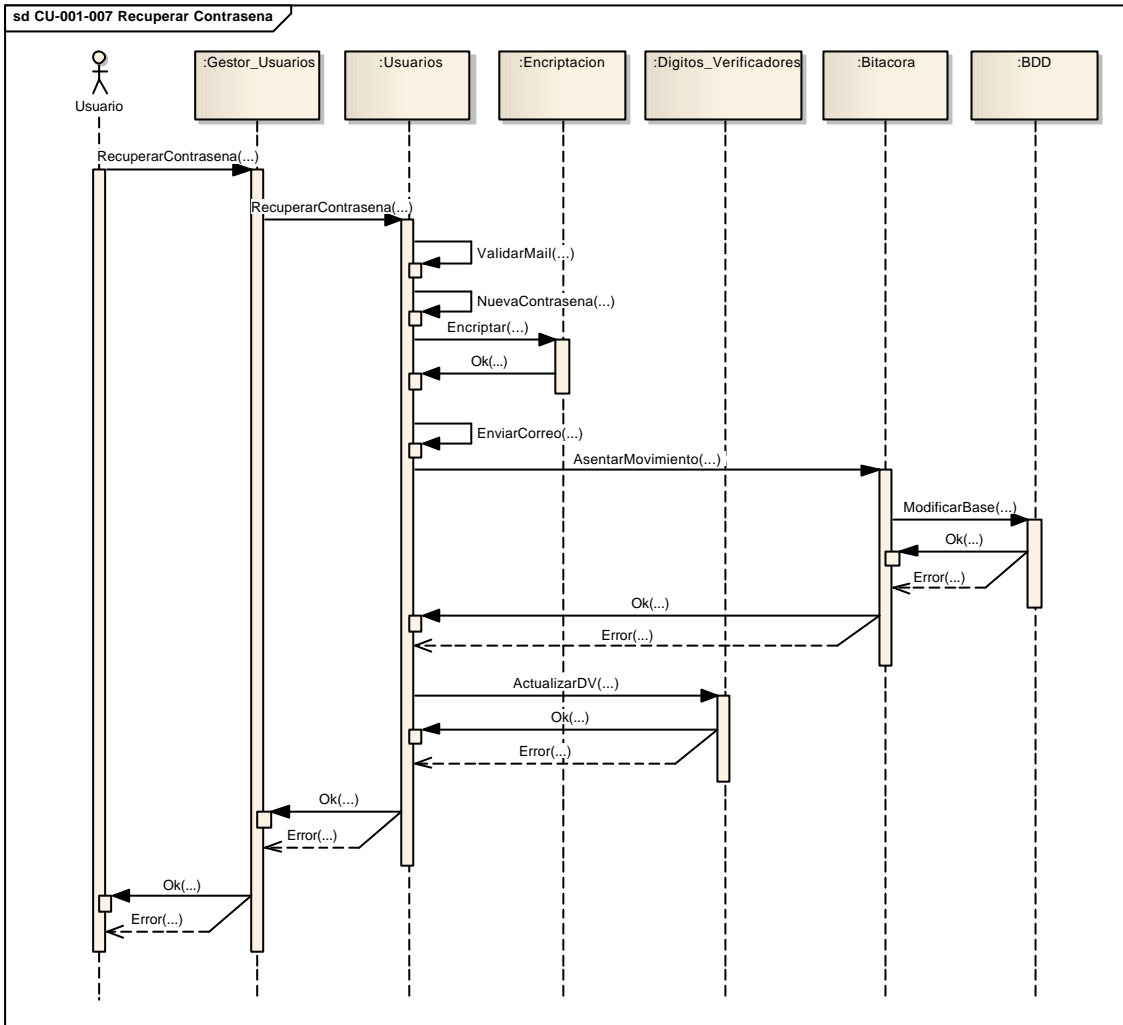 sd CU-001-007 Recuperar Contrasena
Usuario
:Gestor_Usuarios
:Usuarios
:Encriptacion
:Digitos_Verificadores
:Bitacora
:BDD
RecuperarContrasena(...)
RecuperarContrasena(...)
ValidarMail(...)
NuevaContrasena(...)
Encriptar(...)
Ok(...)
EnviarCorreo(...)
AsentarMovimiento(...)
ModificarBase(...)
Ok(...)
Error(...)
Ok(...)
Error(...)
ActualizarDV(...)
Ok(...)
Error(...)
Ok(...)
Error(...)
Ok(...)
Error(...)